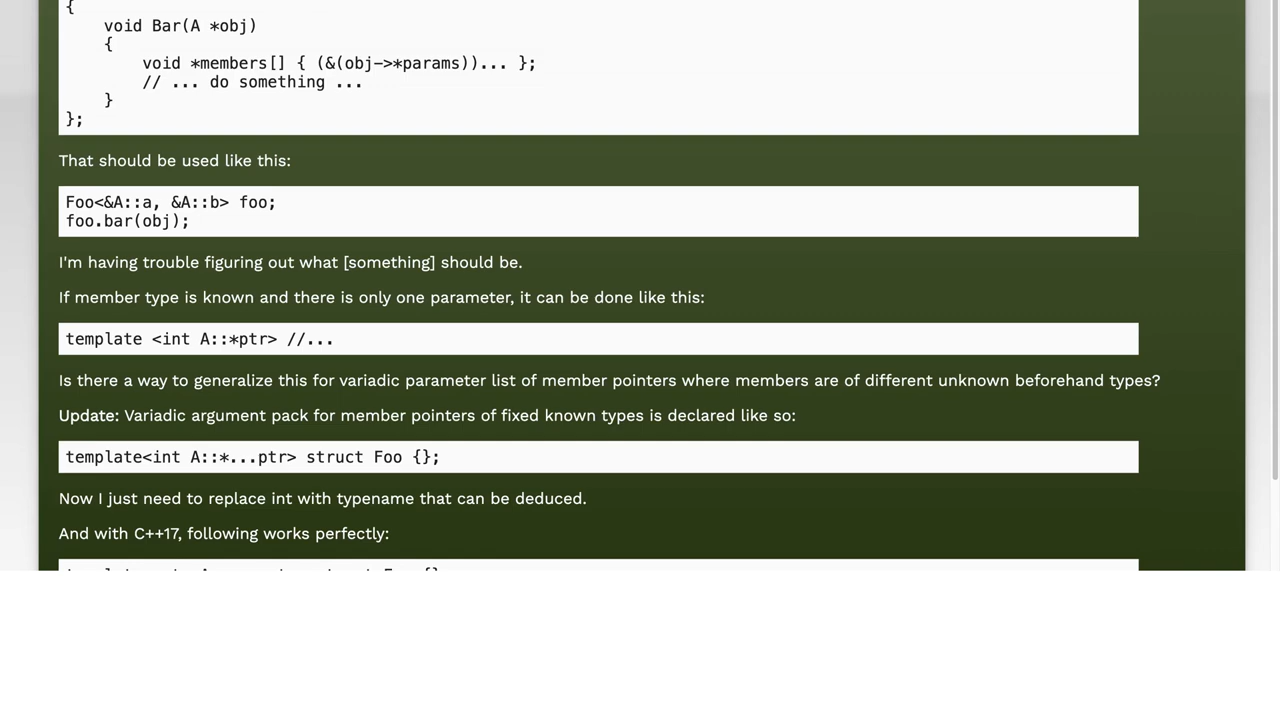 {
void Bar(A *obj)
{
void *members[] { (&(obj->*params))... };
// ... do something ...
}
};
That should be used like this:
Foo<&A::a, &A::b> foo;
foo.bar(obj);
I'm having trouble figuring out what [something] should be.
If member type is known and there is only one parameter, it can be done like this:
template <int A::*ptr> //...
Is there a way to generalize this for variadic parameter list of member pointers where members are of different unknown beforehand types?
Update: Variadic argument pack for member pointers of fixed known types is declared like so:
template<int A::*...ptr> struct Foo {};
Now I just need to replace int with typename that can be deduced.
And with C++17, following works perfectly: